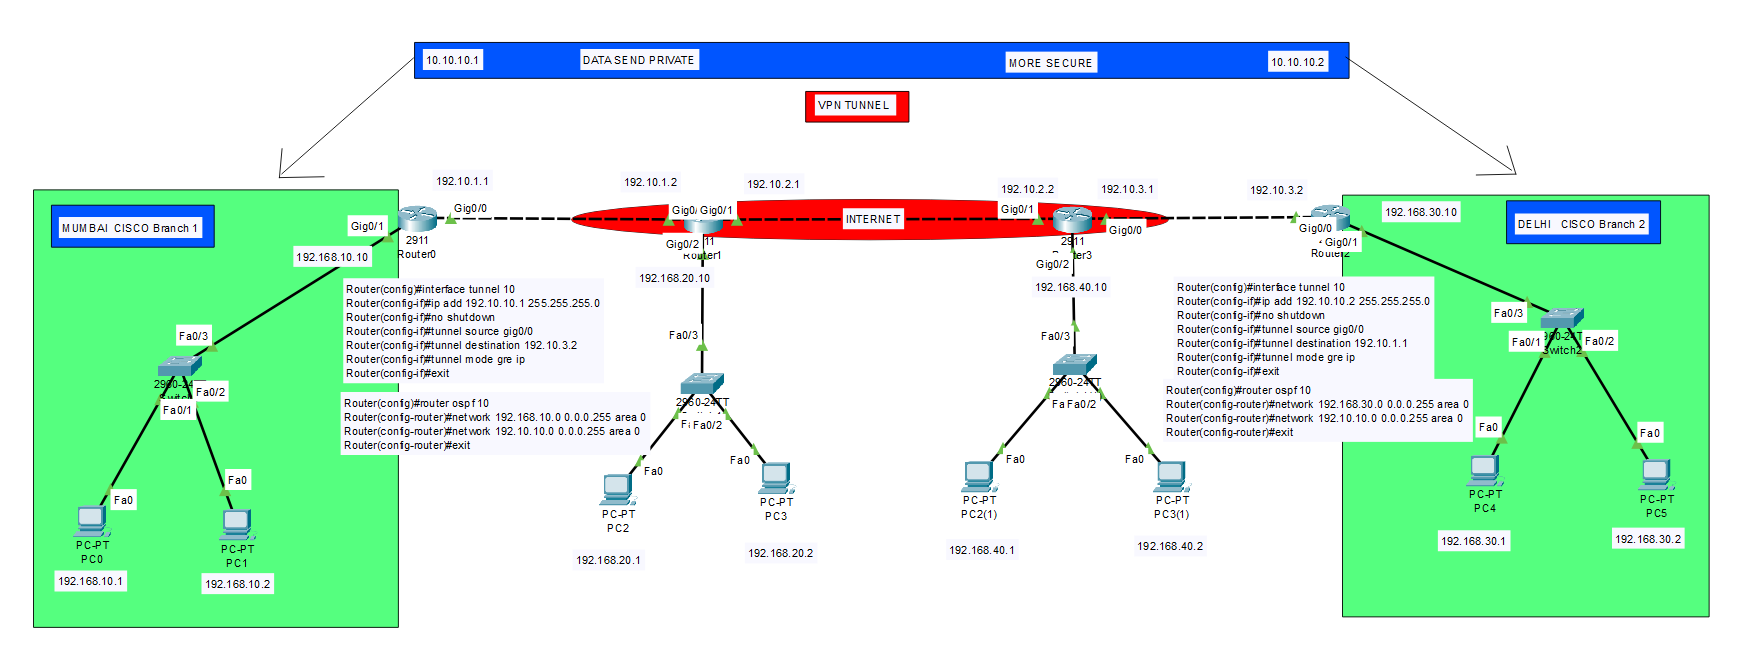 10.10.10.1
DATA SEND PRIVATE
MORE SECURE
10.10.10.2
VPN TUNNEL
192.10.1.1
192.10.1.2
192.10.2.1
192.10.2.2
192.10.3.1
192.10.3.2
192.168.30.10
MUMBAI CISCO Branch 1
Gig0/1
Gig0/0
2911
Router0
192.168.10.10
Gig0/1
Gig0/2
Router1
192.168.20.10
INTERNET
Gig0/1
2911
Gig0/0
Gig0/2
192.168.40.10
Gig0/0
Gig0/1
Router2
DELHI CISCO Branch 2
Router(config)#interface tunnel 10
Router(config-if)#ip add 192.10.10.1 255.255.255.0
Router(config-if)#no shutdown
Router(config-if)#tunnel source gig0/0
Router(config-if)#tunnel destination 192.10.3.2
Router(config-if)#tunnel mode gre ip
Router(config-if)#exit
Router(config)#router ospf 10
Router(config-router)#network 192.168.10.0 0.0.0.255 area 0
Router(config-router)#network 192.10.10.0 0.0.0.255 area 0
Router(config-router)#exit
Router(config)#interface tunnel 10
Router(config-if)#ip add 192.10.10.2 255.255.255.0
Router(config-if)#no shutdown
Router(config-if)#tunnel source gig0/0
Router(config-if)#tunnel destination 192.10.1.1
Router(config-if)#tunnel mode gre ip
Router(config-if)#exit
Router(config)#router ospf 10
Router(config-router)#network 192.168.30.0 0.0.0.255 area 0
Router(config-router)#network 192.10.10.0 0.0.0.255 area 0
Router(config-router)#exit
Fa0/3
Fa0/2
Fa0/1
Fa0
PC-PT
PC0
192.168.10.1
Fa0
PC-PT
PC1
192.168.10.2
Fa0/3
2960-24TT
Fa0/2
Fa0
PC-PT
PC2
192.168.20.1
Fa0
PC-PT
PC3
192.168.20.2
Fa0/3
2960-24TT
Fa0/2
Fa0
PC-PT
PC2(1)
192.168.40.1
Fa0
PC-PT
PC3(1)
192.168.40.2
Fa0/3
Fa0/1
Fa0/2
Switch2
Fa0
PC-PT
PC4
192.168.30.1
Fa0
PC-PT
PC5
192.168.30.2